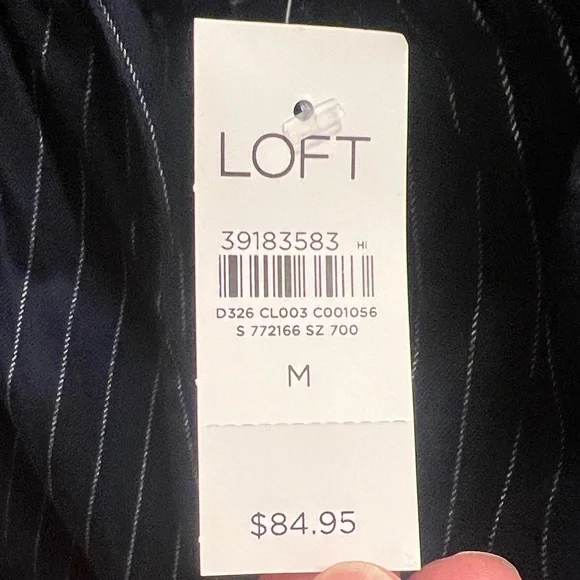 LOFT
39183583 HI
D326 CL003 C001056
S 772166 SZ 700
M
$84.95